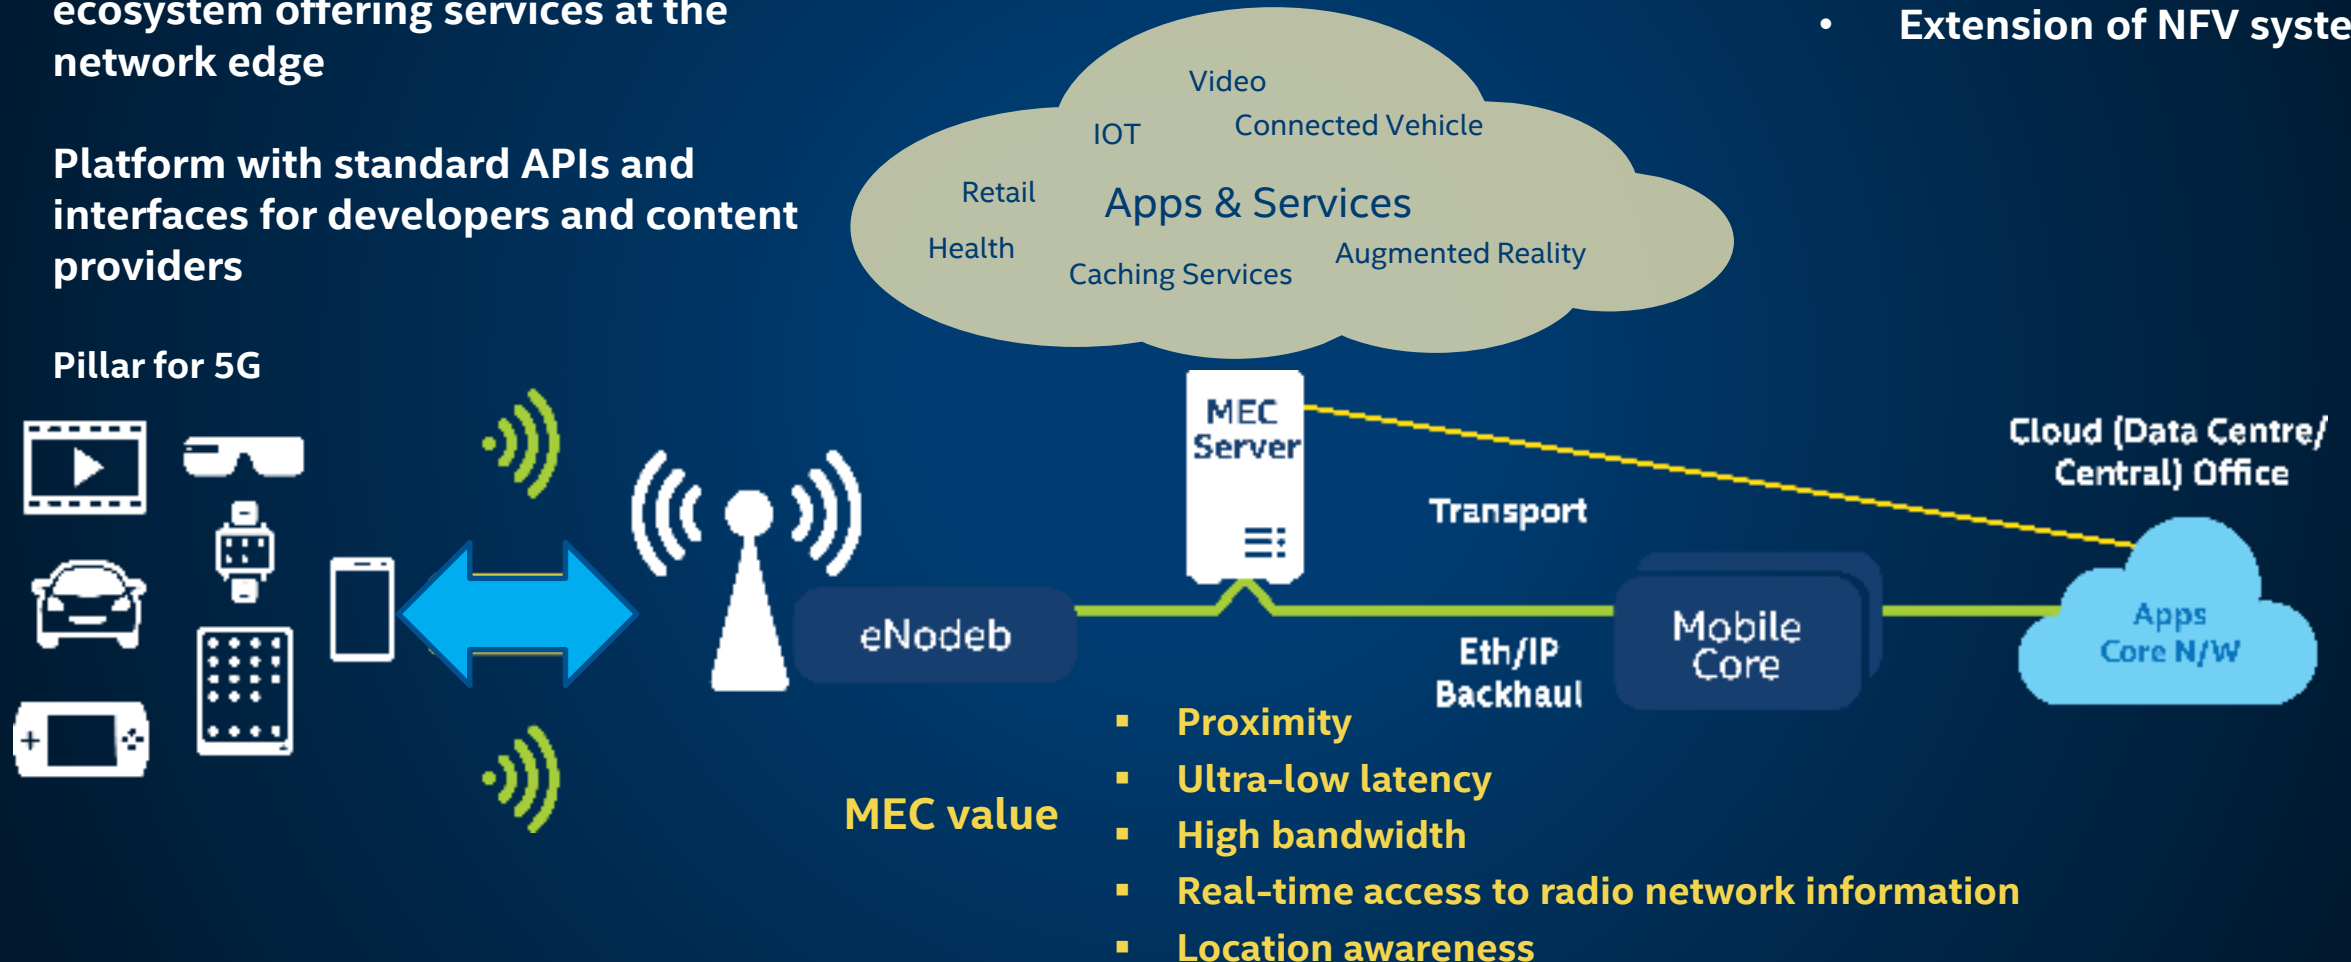 ecosystem offering services at the
network edge
Platform with standard APIs and
interfaces for developers and content
providers
Pillar for 5G
• Extension of NFV
Video
IOT
Connected Vehicle
Retail
Apps & Services
Health
Augmented Reality
Caching Services
MEC
Server
Transport
Cloud (Data Centre/
Central) Office
eNodeb
Eth/IP
Backhaul
Mobile
Core
Apps
Core N/W
MEC value
▪ Proximity
▪ Ultra-low latency
▪ High bandwidth
▪ Real-time access to radio network information
▪ Location awareness